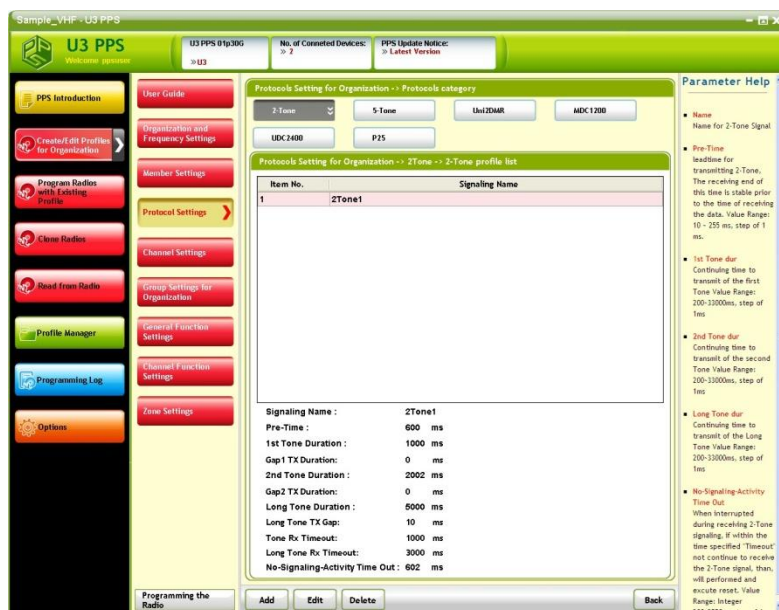 Sample_VHF - U3 PPS
U3 PPS
Welcome ppsuser
U3 PPS 01p30G
»U3
No. of Conneted Devices:
» 2
PPS Update Notice:
» Latest Version
PPS Introduction
Create/Edit Profiles
for Organization
Program Radios
with Existing
Profile
Clone Radios
Read from Radio
Profile Manager
Programming Log
Options
User Guide
Organization and
Frequency Settings
Member Settings
Protocol Settings
Channel Settings
Group Settings for
Organization
General Function
Settings
Channel Function
Settings
Zone Settings
Programming the
Radio
Protocols Setting for Organization -> Protocols category
2-Tone
5-Tone
Uni2DMR
MDC1200
UDC2400
P25
Protocols Setting for Organization -> 2Tone -> 2-Tone profile list
Item No. Signaling Name
1 2Tone1
Signaling Name : 2Tone1
Pre-Time : 600 ms
1st Tone Duration : 1000 ms
Gap1 TX Duration: 0 ms
2nd Tone Duration : 2002 ms
Gap2 TX Duration: 0 ms
Long Tone Duration : 5000 ms
Long Tone TX Gap: 10 ms
Tone Rx Timeout: 1000 ms
Long Tone Rx Timeout: 3000 ms
No-Signaling-Activity Time Out : 602 ms
Add Edit Delete Back
Parameter Help
Name
Name for 2-Tone Signal
Pre-Time
leadtime for
transmitting 2-Tone,
The receiving end of
this time is stable prior
to the time of receiving
the data. Value Range:
10 - 255 ms, step of 1
ms.
1st Tone dur
Continuing time to
transmit of the first
Tone Value Range:
200-33000ms, step of
1ms
2nd Tone dur
Continuing time to
transmit of the second
Tone Value Range:
200-33000ms, step of
1ms
Long Tone dur
Continuing time to
transmit of the Long
Tone Value Range:
200-33000ms, step of
1ms
No-Signaling-Activity
Time Out
When interrupted
during receiving 2-Tone
signaling, if within the
time specified "Timeout"
not continue to receive
the 2-Tone signal, than,
will performed and
excute reset. Value
Range: Integer